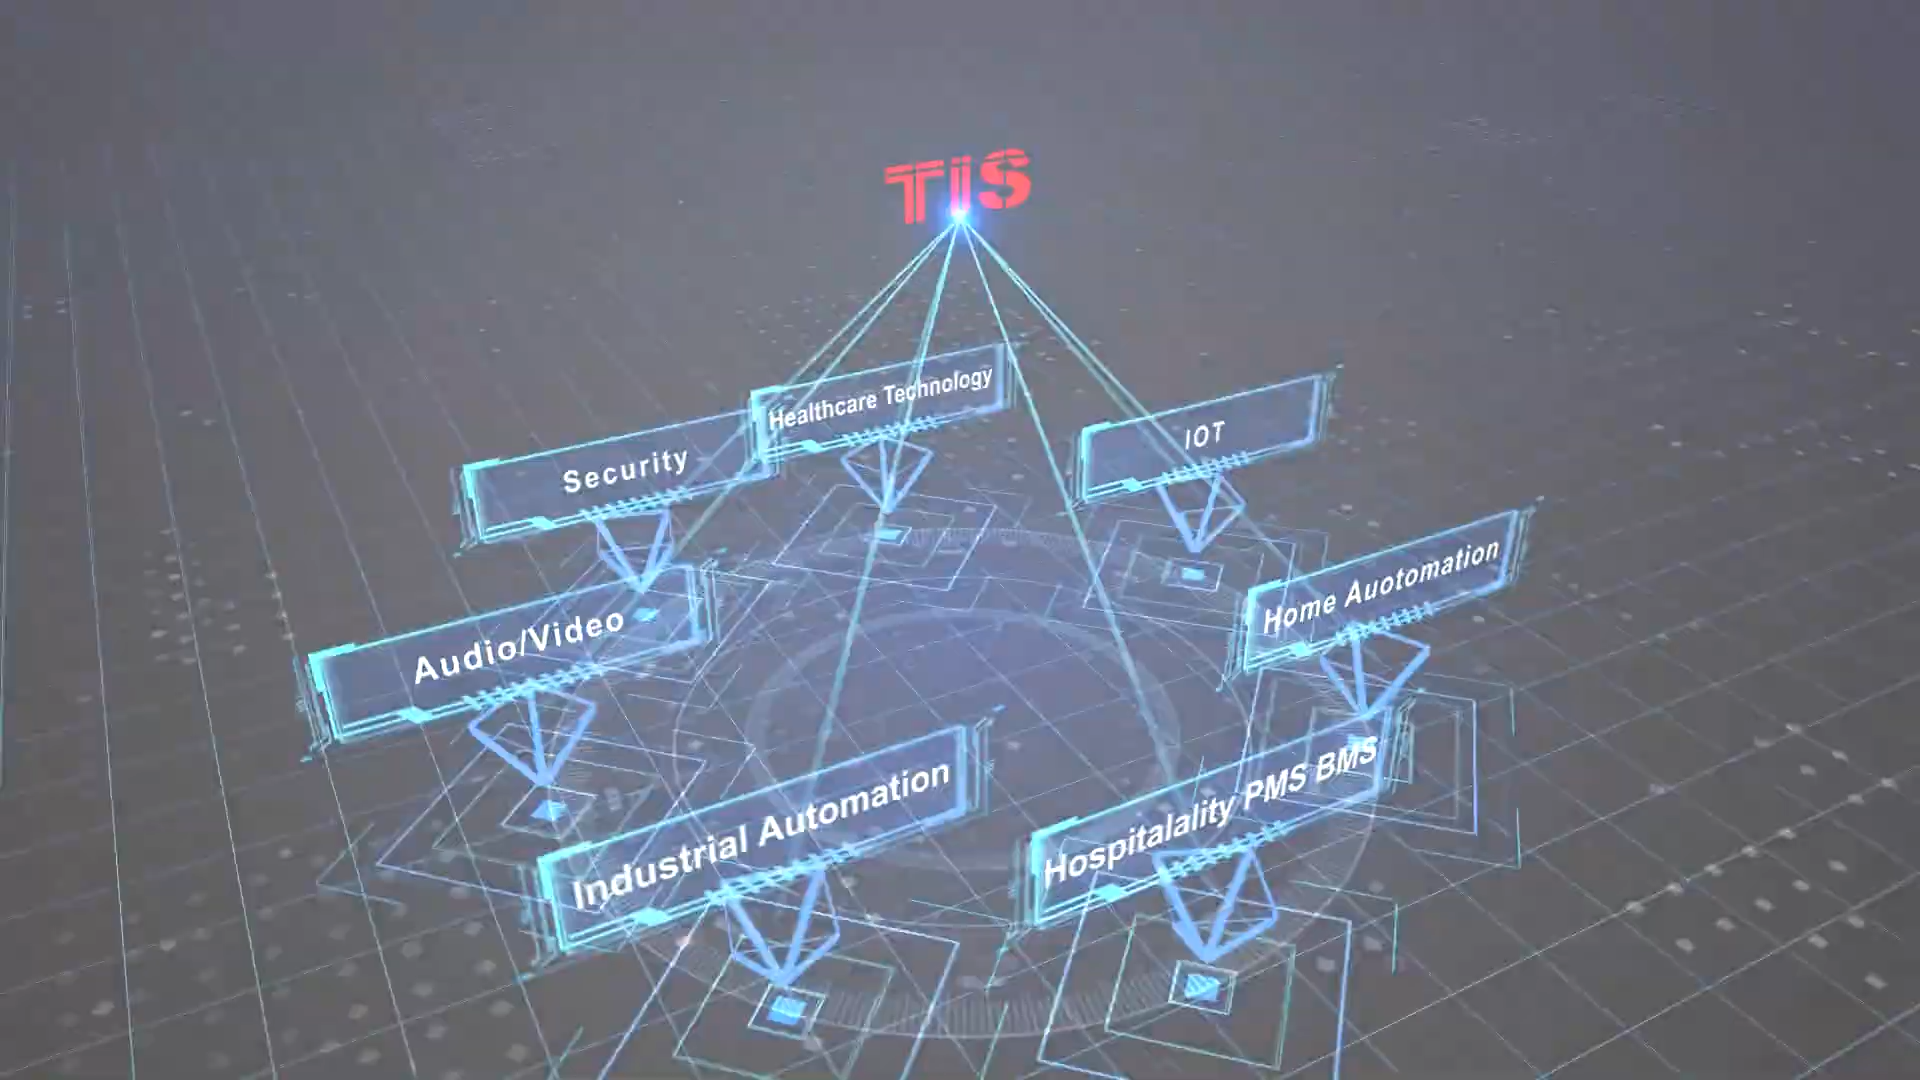 TIS
Healthcare Technology
IOT
Security
Home Auotomation
Audio/Video
Hospitalality PMS BMS
Industrial Automation